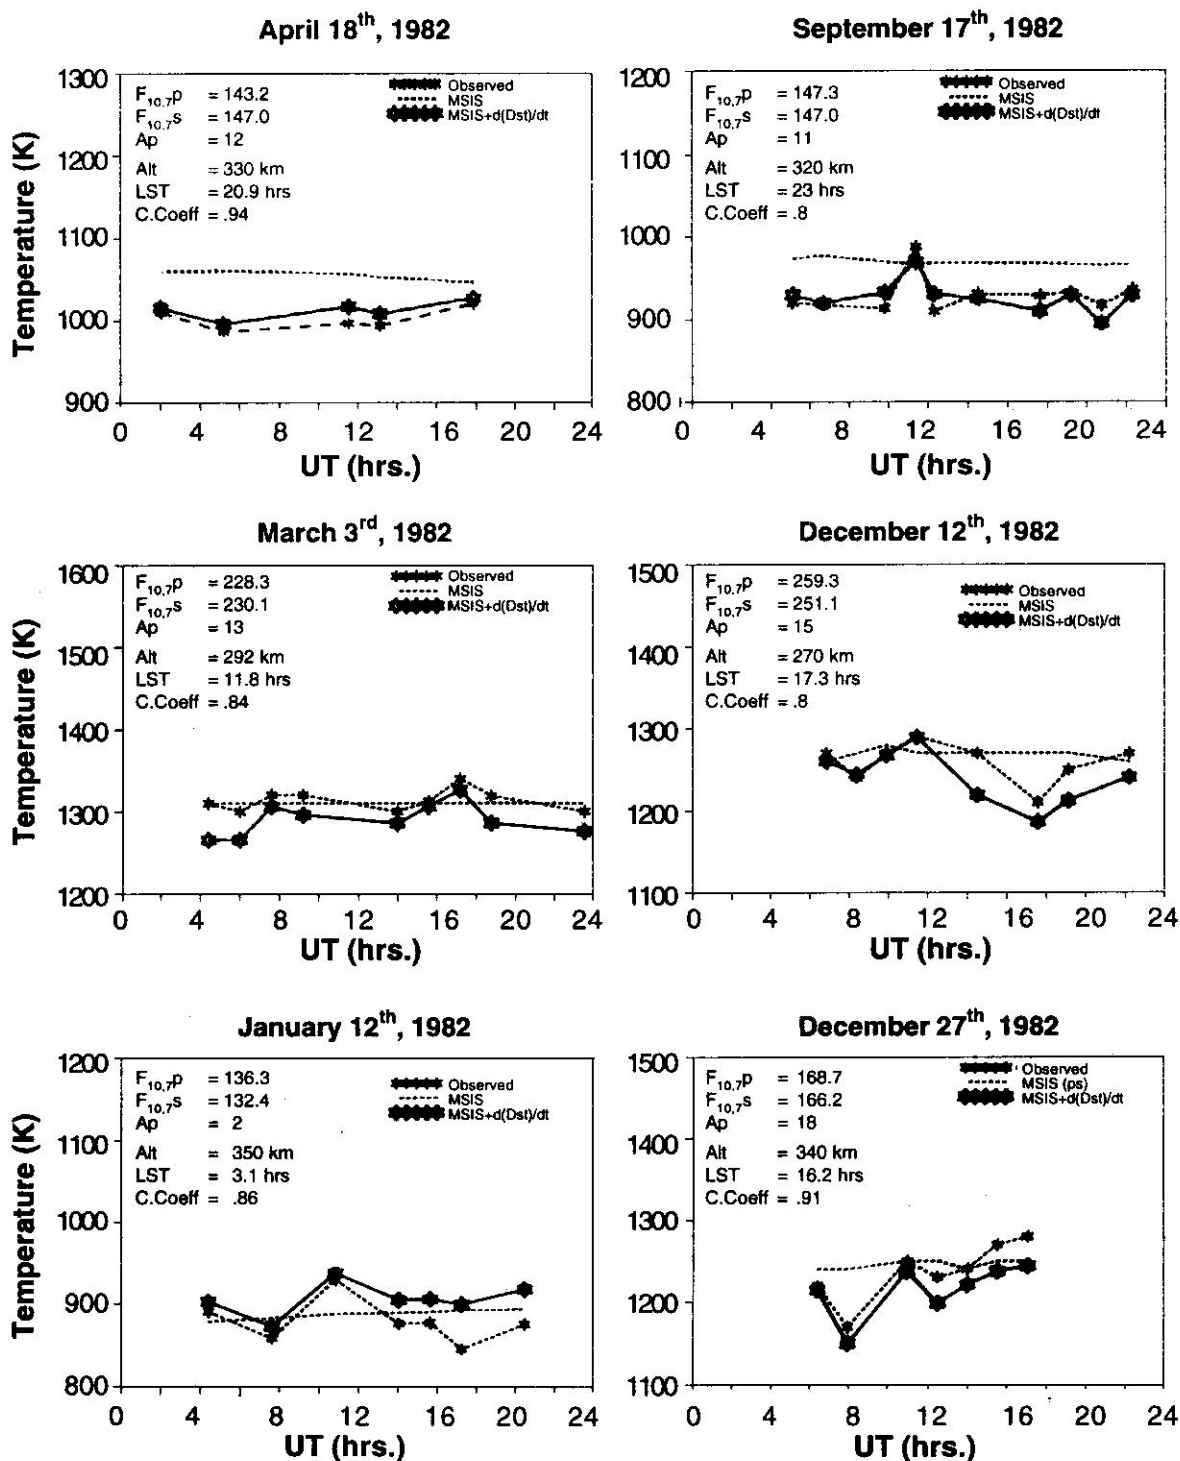 April 18th, 1982
Temperature (K)
1300
1200
1100
1000
900
F10.7p = 143.2
F10.7s = 147.0
Ap = 12
Alt = 330 km
LST = 20.9 hrs
C.Coeff = .94
Observed
MSIS
MSIS+d(Dst)/dt
0 4 8 12 16 20 24
UT (hrs.)
September 17th, 1982
1200
1100
1000
900
800
F10.7p = 147.3
F10.7s = 147.0
Ap = 11
Alt = 320 km
LST = 23 hrs
C.Coeff = .8
Observed
MSIS
MSIS+d(Dst)/dt
0 4 8 12 16 20 24
UT (hrs.)
March 3rd, 1982
Temperature (K)
1600
1500
1400
1300
1200
F10.7p = 228.3
F10.7s = 230.1
Ap = 13
Alt = 292 km
LST = 11.8 hrs
C.Coeff = .84
Observed
MSIS
MSIS+d(Dst)/dt
0 4 8 12 16 20 24
UT (hrs.)
December 12th, 1982
1500
1400
1300
1200
1100
F10.7p = 259.3
F10.7s = 251.1
Ap = 15
Alt = 270 km
LST = 17.3 hrs
C.Coeff = .8
Observed
MSIS
MSIS+d(Dst)/dt
0 4 8 12 16 20 24
UT (hrs.)
January 12th, 1982
Temperature (K)
1200
1100
1000
900
800
F10.7p = 136.3
F10.7s = 132.4
Ap = 2
Alt = 350 km
LST = 3.1 hrs
C.Coeff = .86
Observed
MSIS
MSIS+d(Dst)/dt
0 4 8 12 16 20 24
UT (hrs.)
December 27th, 1982
1500
1400
1300
1200
1100
F10.7p = 168.7
F10.7s = 166.2
Ap = 18
Alt = 340 km
LST = 16.2 hrs
C.Coeff = .91
Observed
MSIS (ps)
MSIS+d(Dst)/dt
0 4 8 12 16 20 24
UT (hrs.)